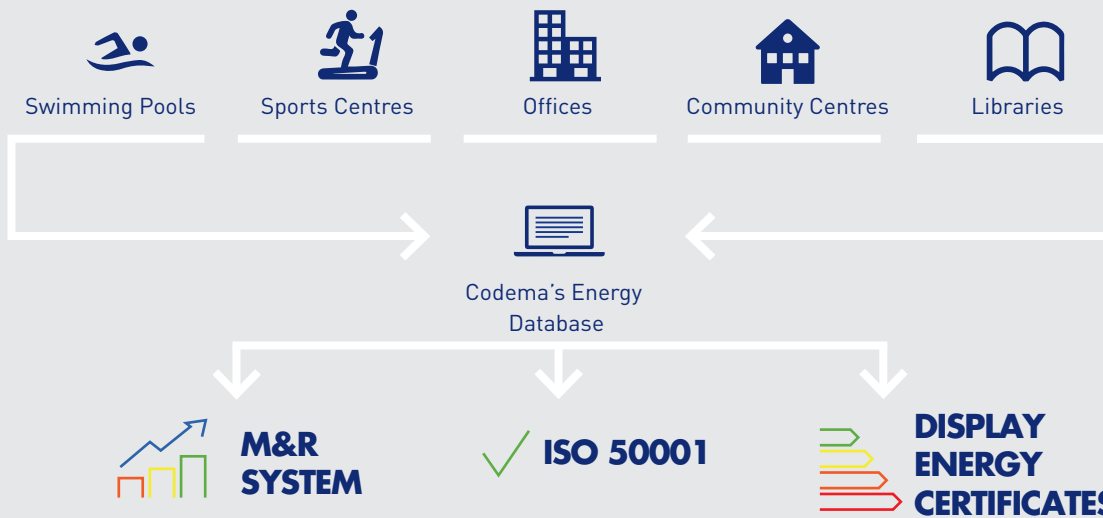 Swimming Pools
Sports Centres
Offices
Community Centres
Libraries
Codema's Energy
Database
M&R
SYSTEM
ISO 50001
DISPLAY
ENERGY
CERTIFICATES